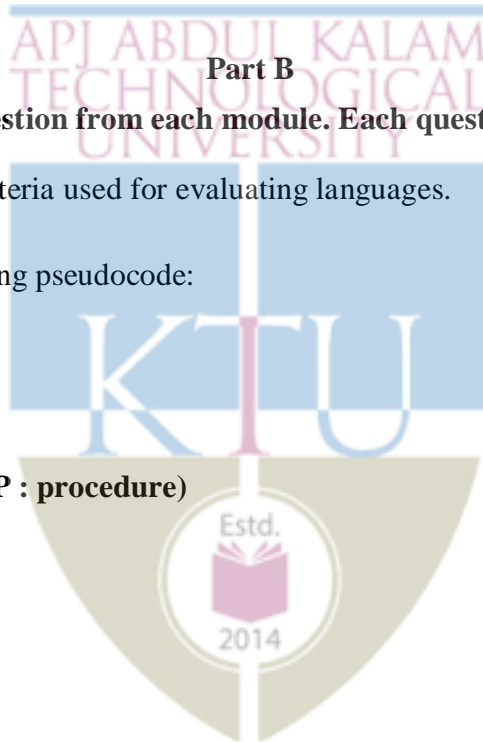 APJ ABDUL KALAM
TECHNOLOGICAL
UNIVERSITY
Part B
estion from each module. Each quest
teria used for evaluating languages.
ng pseudocode:
KTU
P : procedure)
Estd.
2014